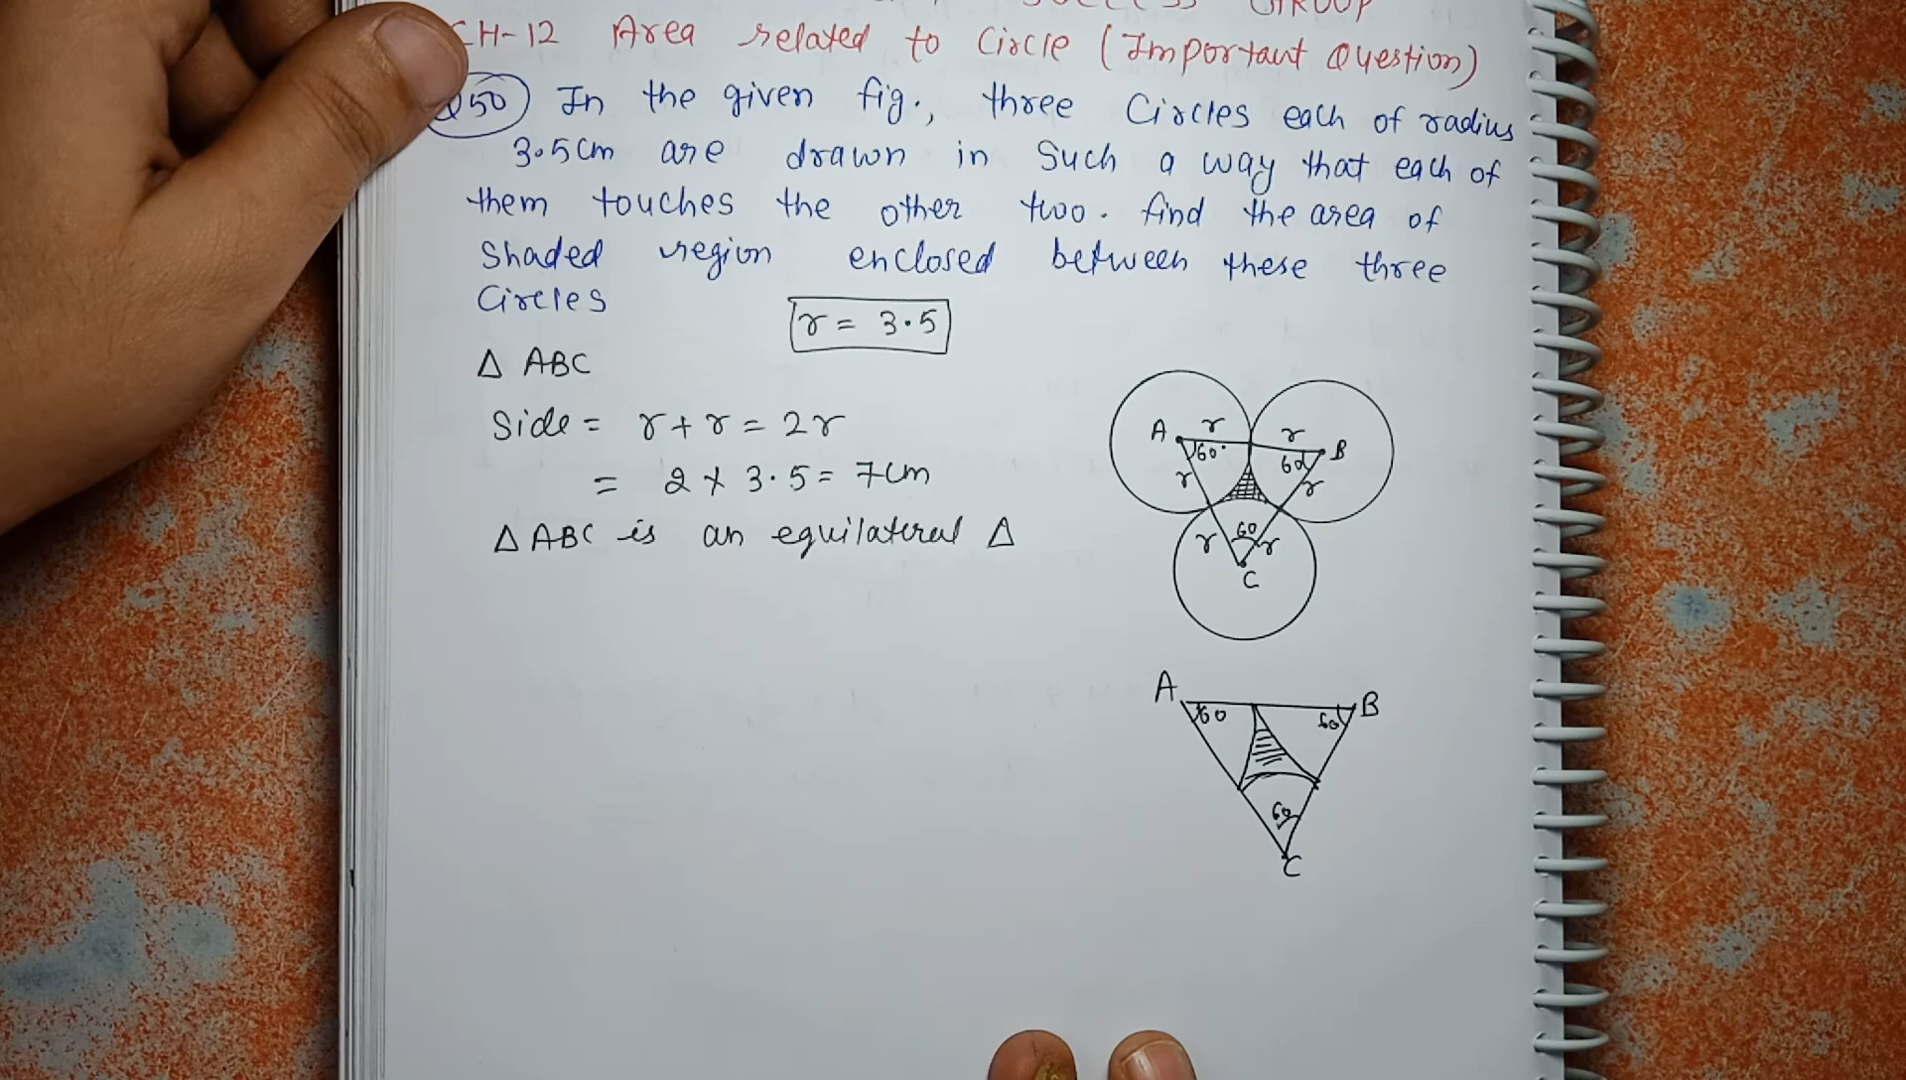 GROUP
CH-12 Area related to Circle (Important Question)
Q50 In the given fig., three Circles each of radius
3.5cm are drawn in Such a way that each of
them touches the other two. find the area of
Shaded region enclosed between these three
Circles
r = 3.5
Δ ABC
Side = r + r = 2r
= 2 × 3.5 = 7cm
Δ ABC is an equilateral Δ
A r r B
60° 60
r r
r 60 r
C
A B
60 60
60
C